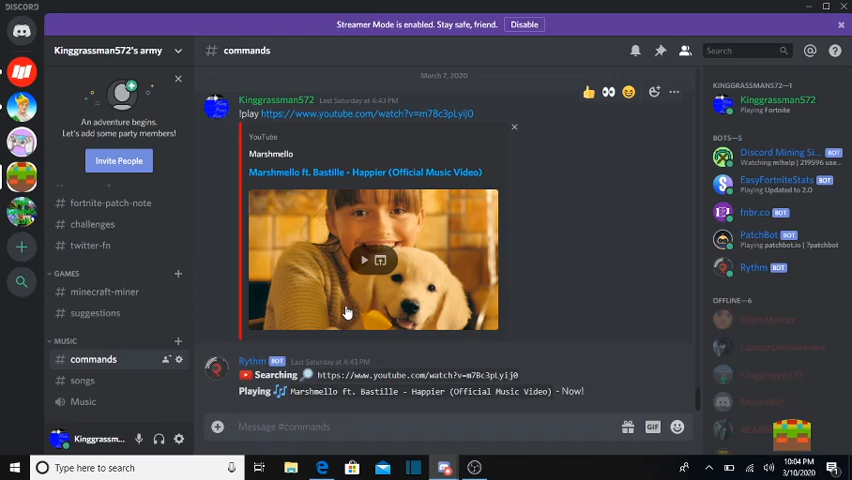 DISCORD
Streamer Mode is enabled. Stay safe, friend.
Disable
Kinggrassman572's army
# commands
Search
An adventure begins.
Let's add some party members!
Invite People
# fortnite-patch-note
# challenges
# twitter-fn
GAMES
# minecraft-miner
# suggestions
MUSIC
# commands
# songs
Music
Kinggrassm...
March 7, 2020
Kinggrassman572 Last Saturday at 4:43 PM
!play https://www.youtube.com/watch?v=m7Bc3pLyij0
YouTube
Marshmello
Marshmello ft. Bastille - Happier (Official Music Video)
Rythm BOT Last Saturday at 4:43 PM
Searching https://www.youtube.com/watch?v=m7Bc3pLyij0
Playing Marshmello ft. Bastille - Happier (Official Music Video) - Now!
Message #commands
GIF
KINGGRASSMAN572—1
Kinggrassman572
Playing Fortnite
BOTS—5
Discord Mining Si... BOT
Watching m!help | 219596 us...
EasyFortniteStats BOT
Playing Updated to 2.0
fnbr.co BOT
PatchBot BOT
Playing patchbot.io | ?patchbot
Rythm BOT
OFFLINE—6
Type here to search
10:04 PM
3/10/2020